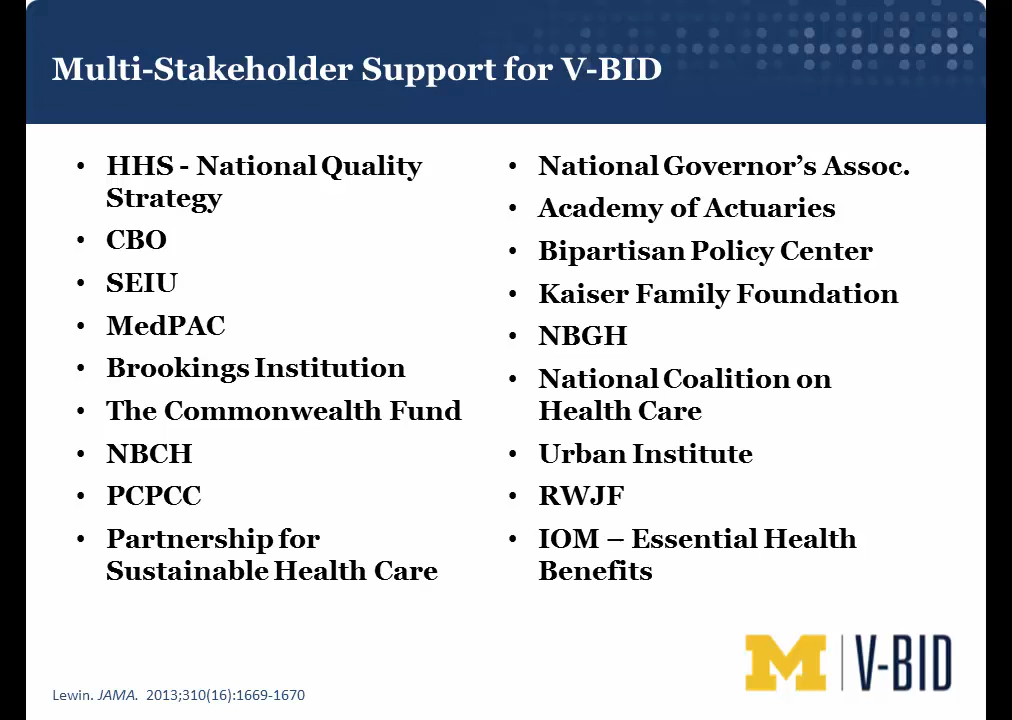 Multi-Stakeholder Support for V-BID
• HHS - National Quality
Strategy
• CBO
• SEIU
• MedPAC
• Brookings Institution
• The Commonwealth Fund
• NBCH
• PCPCC
• Partnership for
Sustainable Health Care
• National Governor’s Assoc.
• Academy of Actuaries
• Bipartisan Policy Center
• Kaiser Family Foundation
• NBGH
• National Coalition on
Health Care
• Urban Institute
• RWJF
• IOM – Essential Health
Benefits
M | V-BID
Lewin. JAMA. 2013;310(16):1669-1670